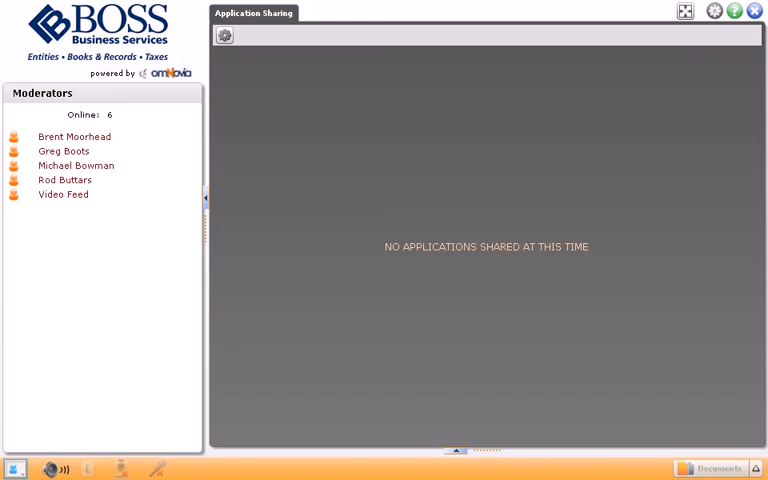 BOSS
Business Services
Entities • Books & Records • Taxes
powered by omNovia
Application Sharing
Moderators
Online: 6
Brent Moorhead
Greg Boots
Michael Bowman
Rod Buttars
Video Feed
NO APPLICATIONS SHARED AT THIS TIME
Documents